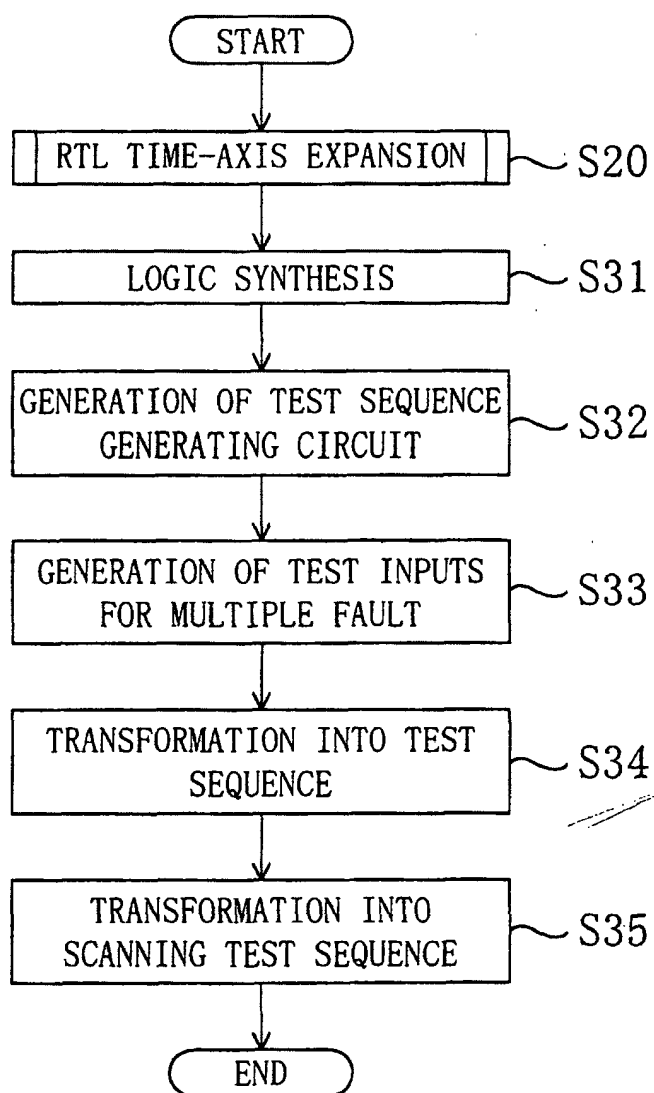 START
RTL TIME-AXIS EXPANSION
S20
LOGIC SYNTHESIS
S31
GENERATION OF TEST SEQUENCE
GENERATING CIRCUIT
S32
GENERATION OF TEST INPUTS
FOR MULTIPLE FAULT
S33
TRANSFORMATION INTO TEST
SEQUENCE
S34
TRANSFORMATION INTO
SCANNING TEST SEQUENCE
S35
END